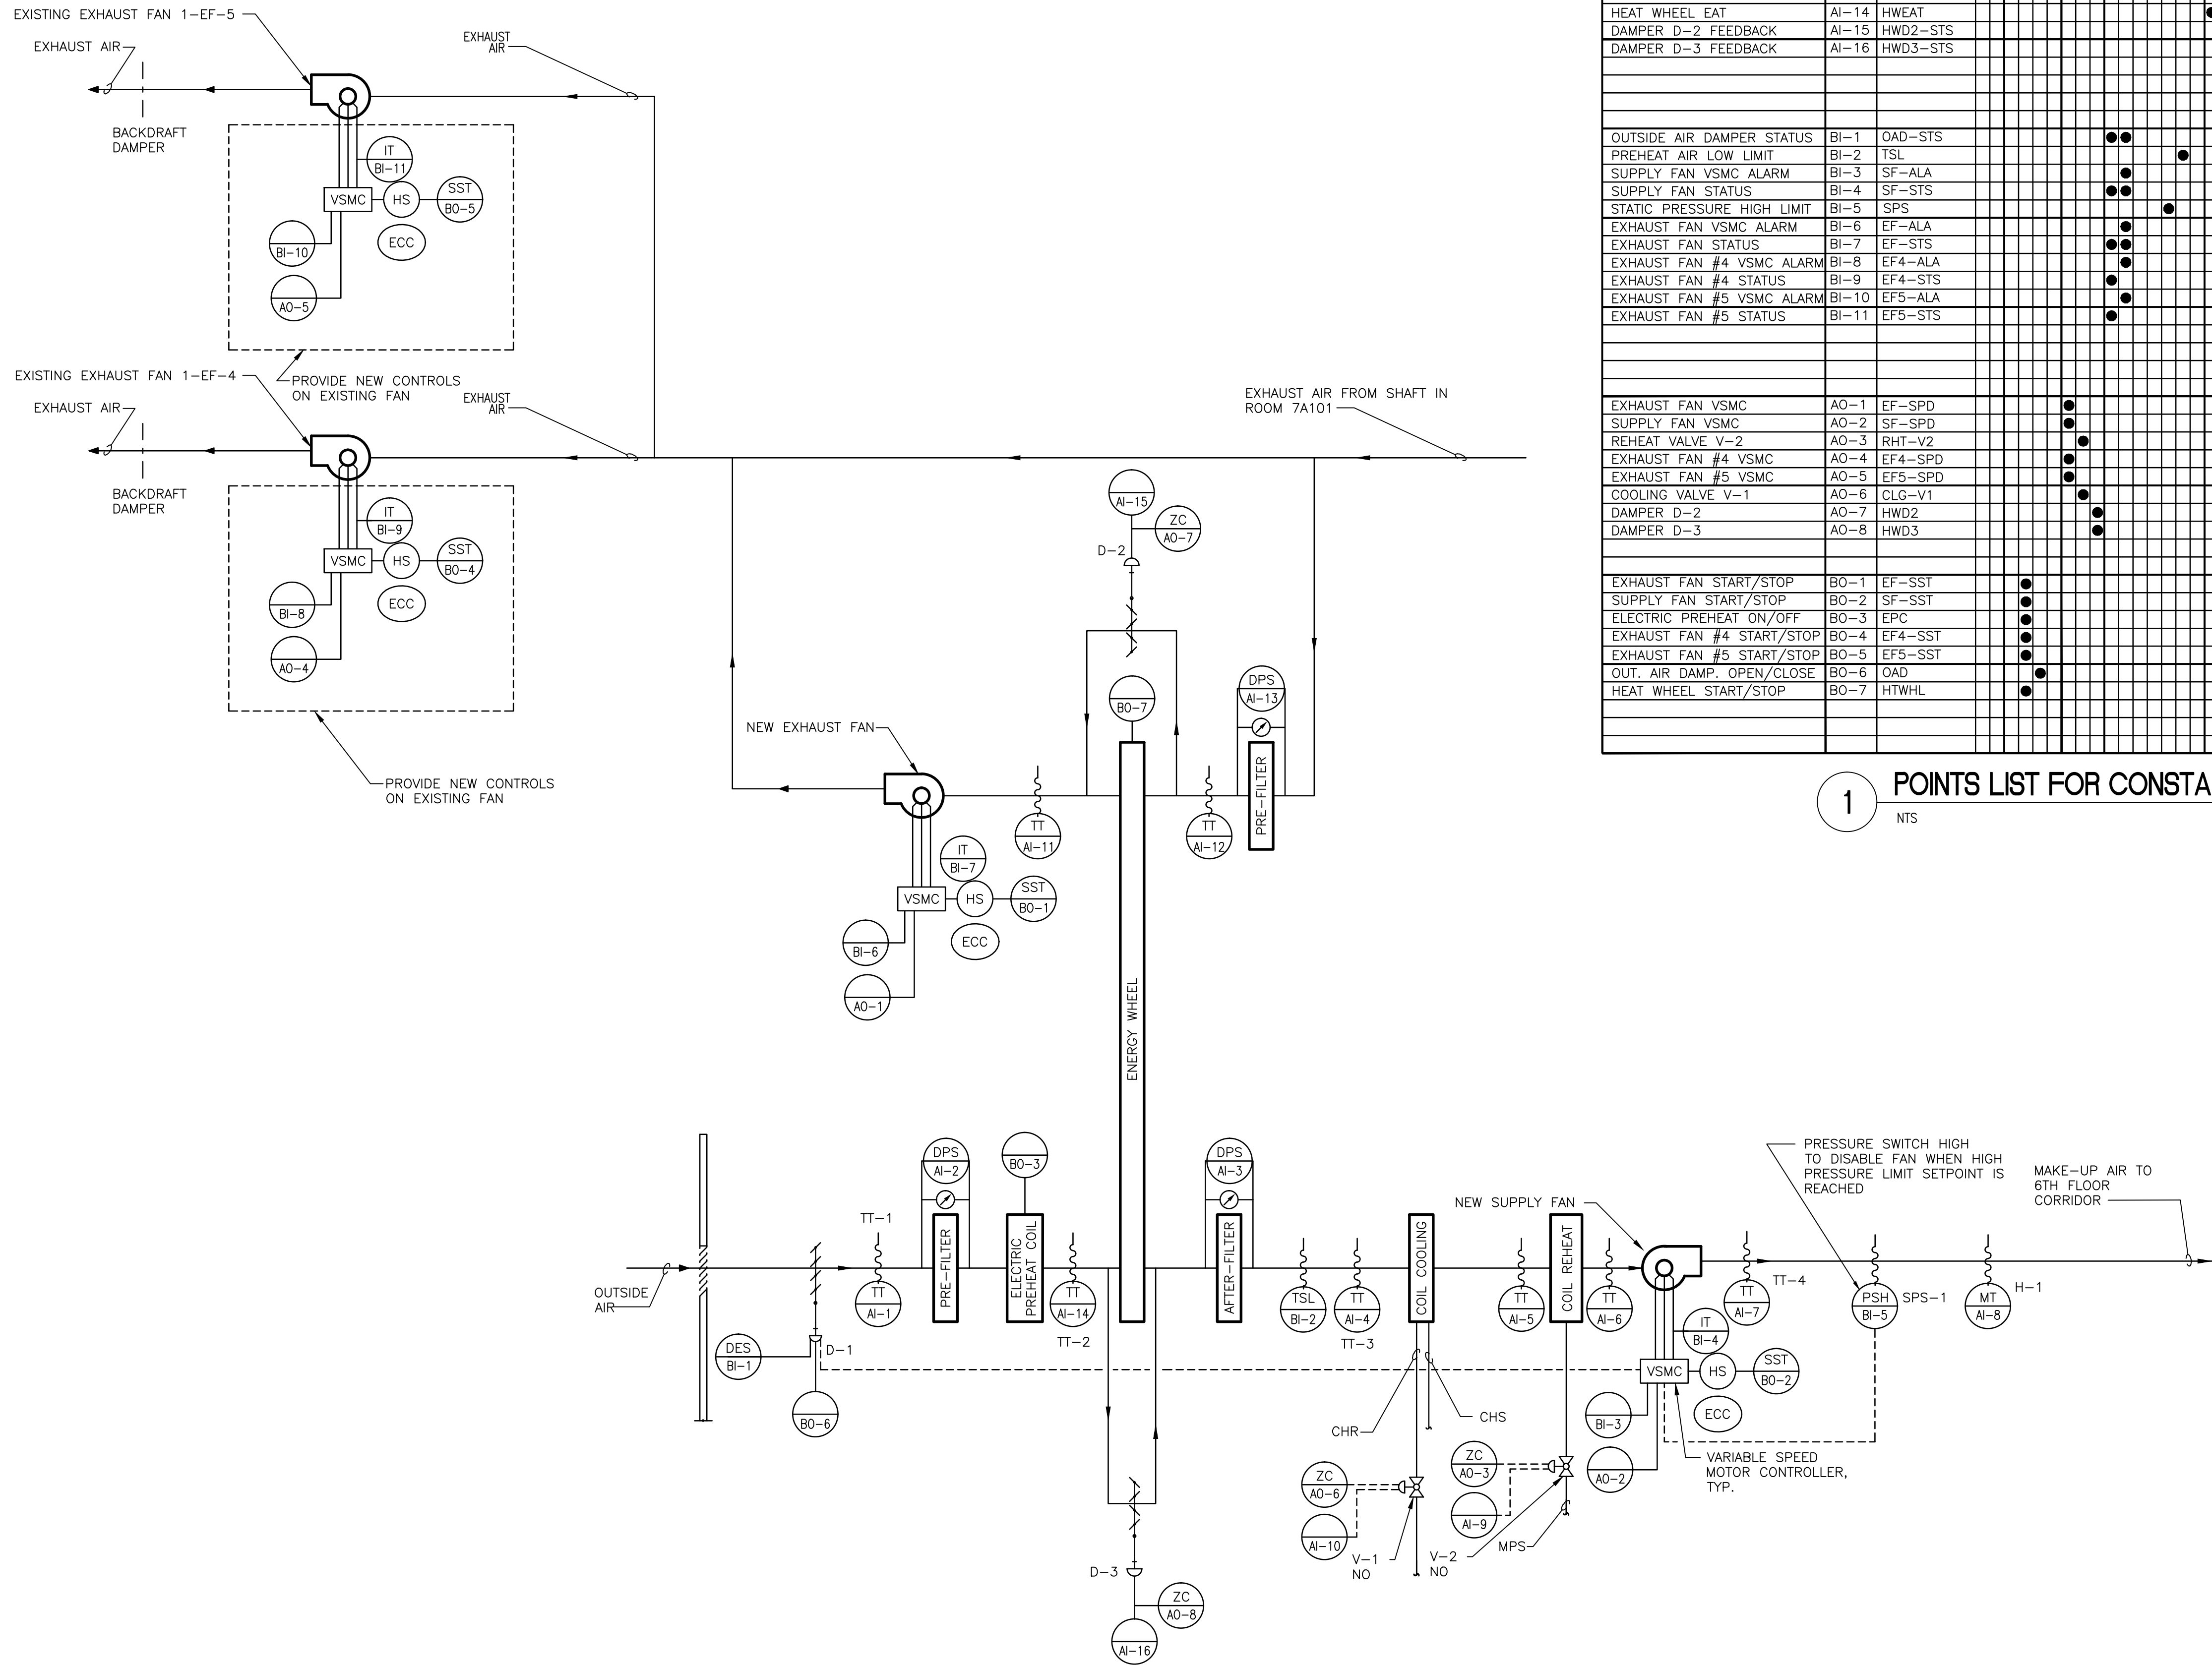 EXISTING EXHAUST FAN 1-EF-5
EXHAUST AIR
EXHAUST
AIR
BACKDRAFT
DAMPER
IT
BI-11
VSMC
HS
SST
BO-5
ECC
BI-10
AO-5
PROVIDE NEW CONTROLS
ON EXISTING FAN
EXISTING EXHAUST FAN 1-EF-4
EXHAUST AIR
EXHAUST
AIR
BACKDRAFT
DAMPER
IT
BI-9
VSMC
HS
SST
BO-4
ECC
BI-8
AO-4
PROVIDE NEW CONTROLS
ON EXISTING FAN
EXHAUST AIR FROM SHAFT IN
ROOM 7A101
AI-15
ZC
AO-7
D-2
BO-7
DPS
AI-13
PRE-FILTER
NEW EXHAUST FAN
TT
AI-11
TT
AI-12
IT
BI-7
VSMC
HS
SST
BO-1
ECC
BI-6
AO-1
ENERGY WHEEL
HEAT WHEEL EAT AI-14 HWEAT
DAMPER D-2 FEEDBACK AI-15 HWD2-STS
DAMPER D-3 FEEDBACK AI-16 HWD3-STS
OUTSIDE AIR DAMPER STATUS BI-1 OAD-STS
PREHEAT AIR LOW LIMIT BI-2 TSL
SUPPLY FAN VSMC ALARM BI-3 SF-ALA
SUPPLY FAN STATUS BI-4 SF-STS
STATIC PRESSURE HIGH LIMIT BI-5 SPS
EXHAUST FAN VSMC ALARM BI-6 EF-ALA
EXHAUST FAN STATUS BI-7 EF-STS
EXHAUST FAN #4 VSMC ALARM BI-8 EF4-ALA
EXHAUST FAN #4 STATUS BI-9 EF4-STS
EXHAUST FAN #5 VSMC ALARM BI-10 EF5-ALA
EXHAUST FAN #5 STATUS BI-11 EF5-STS
EXHAUST FAN VSMC AO-1 EF-SPD
SUPPLY FAN VSMC AO-2 SF-SPD
REHEAT VALVE V-2 AO-3 RHT-V2
EXHAUST FAN #4 VSMC AO-4 EF4-SPD
EXHAUST FAN #5 VSMC AO-5 EF5-SPD
COOLING VALVE V-1 AO-6 CLG-V1
DAMPER D-2 AO-7 HWD2
DAMPER D-3 AO-8 HWD3
EXHAUST FAN START/STOP BO-1 EF-SST
SUPPLY FAN START/STOP BO-2 SF-SST
ELECTRIC PREHEAT ON/OFF BO-3 EPC
EXHAUST FAN #4 START/STOP BO-4 EF4-SST
EXHAUST FAN #5 START/STOP BO-5 EF5-SST
OUT. AIR DAMP. OPEN/CLOSE BO-6 OAD
HEAT WHEEL START/STOP BO-7 HTWHL
1 POINTS LIST FOR CONSTA
NTS
OUTSIDE
AIR
DES
BI-1
D-1
BO-6
TT-1
TT
AI-1
DPS
AI-2
PRE-FILTER
BO-3
ELECTRIC
PREHEAT COIL
TT
AI-14
TT-2
DPS
AI-3
AFTER-FILTER
TSL
BI-2
TT
AI-4
TT-3
COIL COOLING
CHR
CHS
ZC
AO-6
AI-10
V-1
NO
TT
AI-5
COIL REHEAT
TT
AI-6
ZC
AO-3
AI-9
V-2
NO
MPS
D-3
ZC
AO-8
AI-16
NEW SUPPLY FAN
IT
BI-4
VSMC
HS
SST
BO-2
ECC
BI-3
AO-2
VARIABLE SPEED
MOTOR CONTROLLER,
TYP.
TT
AI-7
TT-4
PRESSURE SWITCH HIGH
TO DISABLE FAN WHEN HIGH
PRESSURE LIMIT SETPOINT IS
REACHED
PSH
BI-5
SPS-1
MT
AI-8
H-1
MAKE-UP AIR TO
6TH FLOOR
CORRIDOR